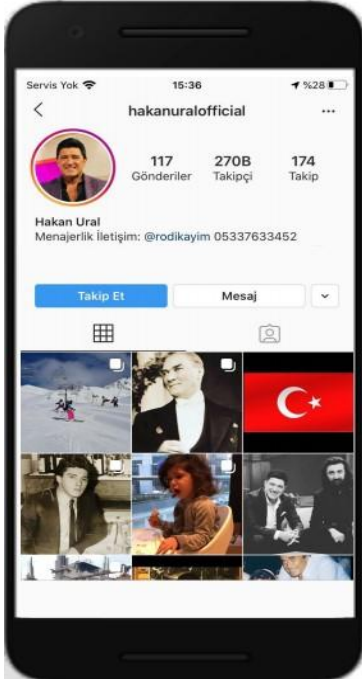 Servis Yok 15:36 %28
hakanuralofficial ...
117 270B 174
Gönderiler Takipçi Takip
Hakan Ural
Menajerlik İletişim: @rodikayim 05337633452
Takip Et Mesaj